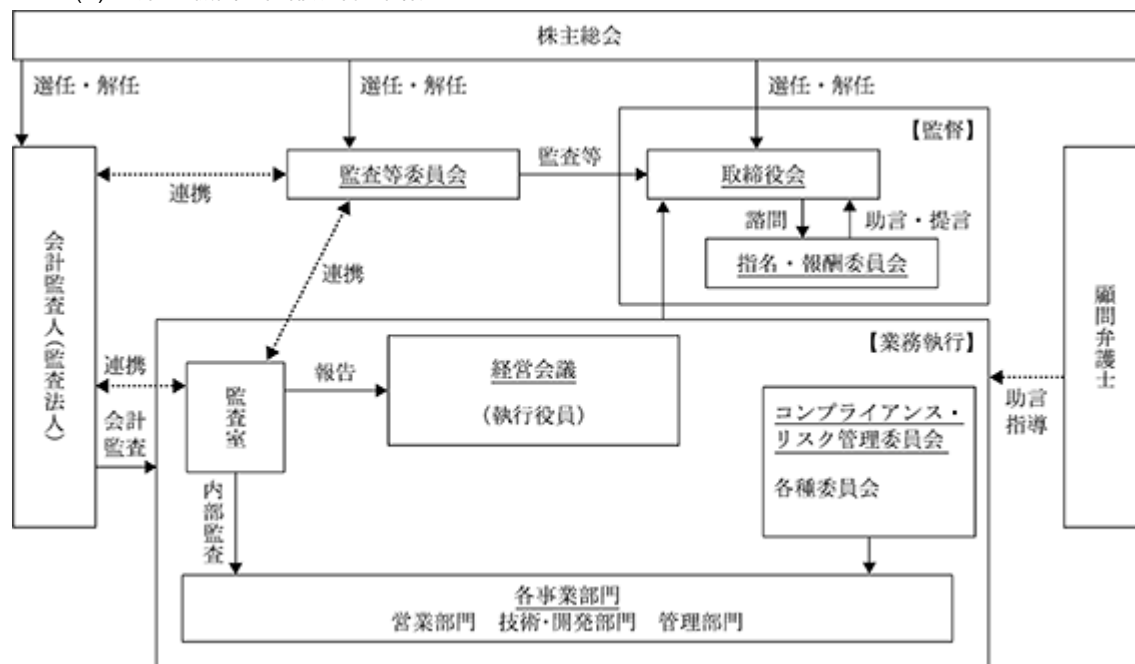 株主総会
選任・解任
選任・解任
選任・解任
【監督】
監査等委員会
監査等
取締役会
連携
諮問
助言・提言
指名・報酬委員会
連携
会計監査人(監査法人)
顧問弁護士
【業務執行】
連携
監査室
報告
経営会議
(執行役員)
コンプライアンス・
リスク管理委員会
各種委員会
助言
指導
会計
監査
内部監査
各事業部門
営業部門 技術・開発部門 管理部門